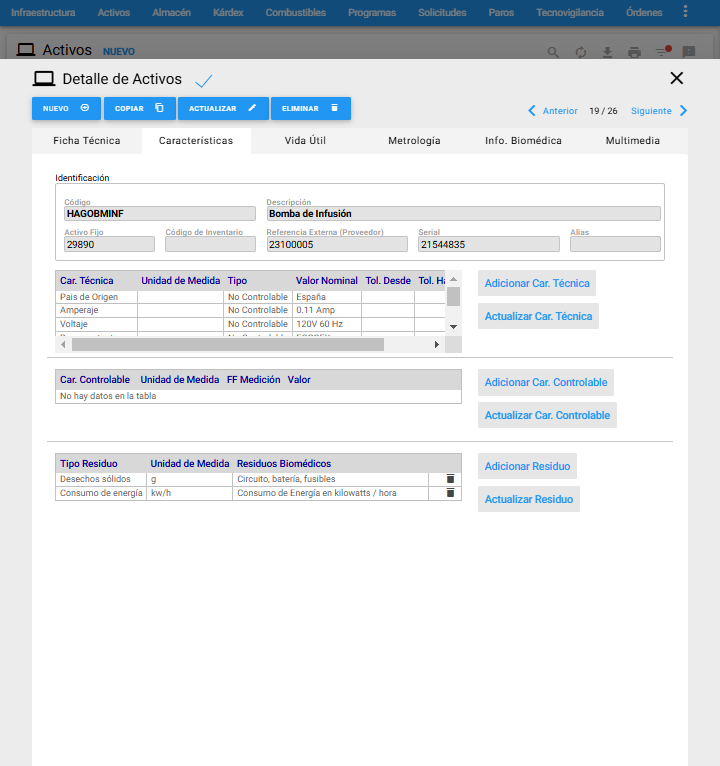 Infraestructura Activos Almacén Kárdex Combustibles Programas Solicitudes Paros Tecnovigilancia Órdenes
Activos NUEVO
Detalle de Activos
NUEVO COPIAR ACTUALIZAR ELIMINAR
Anterior 19 / 26 Siguiente
Ficha Técnica Características Vida Útil Metrología Info. Biomédica Multimedia
Identificación
Código Descripción
HAGOBMINF Bomba de Infusión
Activo Fijo Código de Inventario Referencia Externa (Proveedor) Serial Alias
29890 23100005 21544835
Car. Técnica Unidad de Medida Tipo Valor Nominal Tol. Desde Tol. Ha
Pais de Origen No Controlable España
Amperaje No Controlable 0.11 Amp
Voltaje No Controlable 120V 60 Hz
Adicionar Car. Técnica
Actualizar Car. Técnica
Car. Controlable Unidad de Medida FF Medición Valor
No hay datos en la tabla
Adicionar Car. Controlable
Actualizar Car. Controlable
Tipo Residuo Unidad de Medida Residuos Biomédicos
Desechos sólidos g Circuito, batería, fusibles
Consumo de energía kw/h Consumo de Energía en kilowatts / hora
Adicionar Residuo
Actualizar Residuo